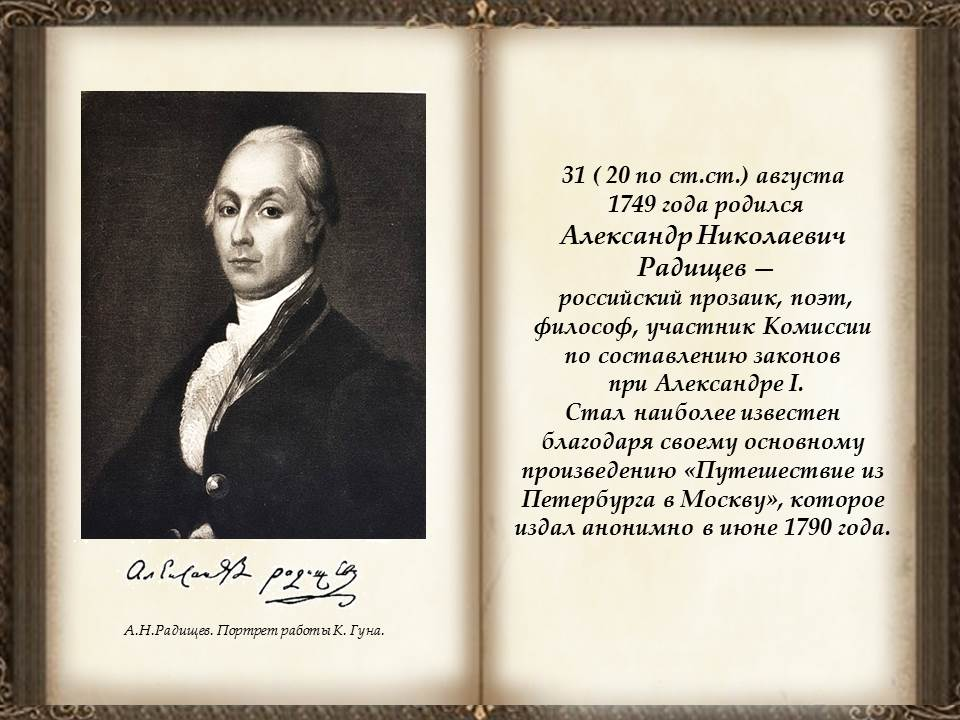 Александръ Радищевъ
А.Н.Радищев. Портрет работы К. Гуна.
31 ( 20 по ст.ст.) августа
1749 года родился
Александр Николаевич
Радищев —
российский прозаик, поэт,
философ, участник Комиссии
по составлению законов
при Александре I.
Стал наиболее известен
благодаря своему основному
произведению «Путешествие из
Петербурга в Москву», которое
издал анонимно в июне 1790 года.